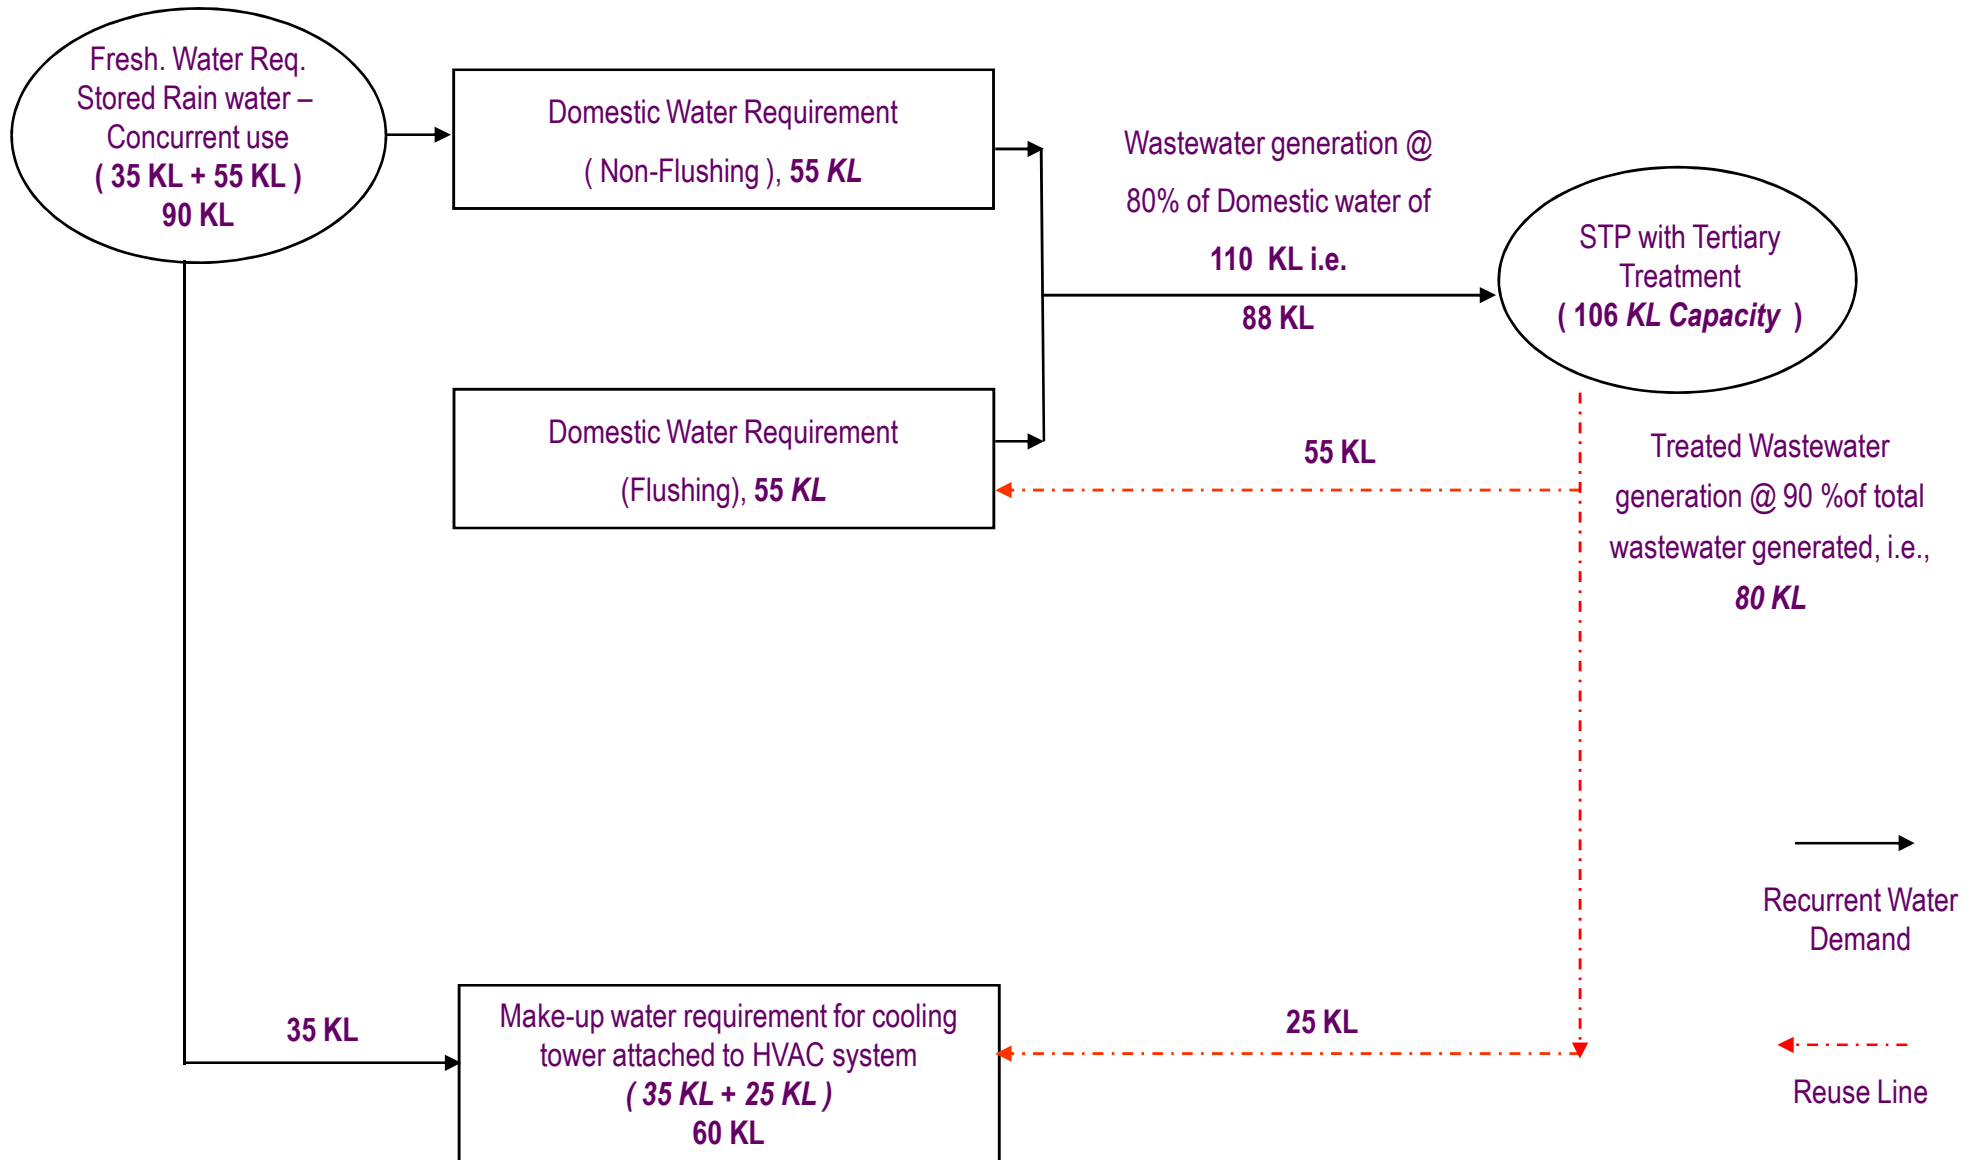 Fresh. Water Req.
Stored Rain water –
Concurrent use
( 35 KL + 55 KL )
90 KL
Domestic Water Requirement
( Non-Flushing ), 55 KL
Wastewater generation @
80% of Domestic water of
110 KL i.e.
88 KL
STP with Tertiary
Treatment
( 106 KL Capacity )
Domestic Water Requirement
(Flushing), 55 KL
55 KL
Treated Wastewater
generation @ 90 %of total
wastewater generated, i.e.,
80 KL
35 KL
Make-up water requirement for cooling
tower attached to HVAC system
( 35 KL + 25 KL )
60 KL
25 KL
Recurrent Water
Demand
Reuse Line